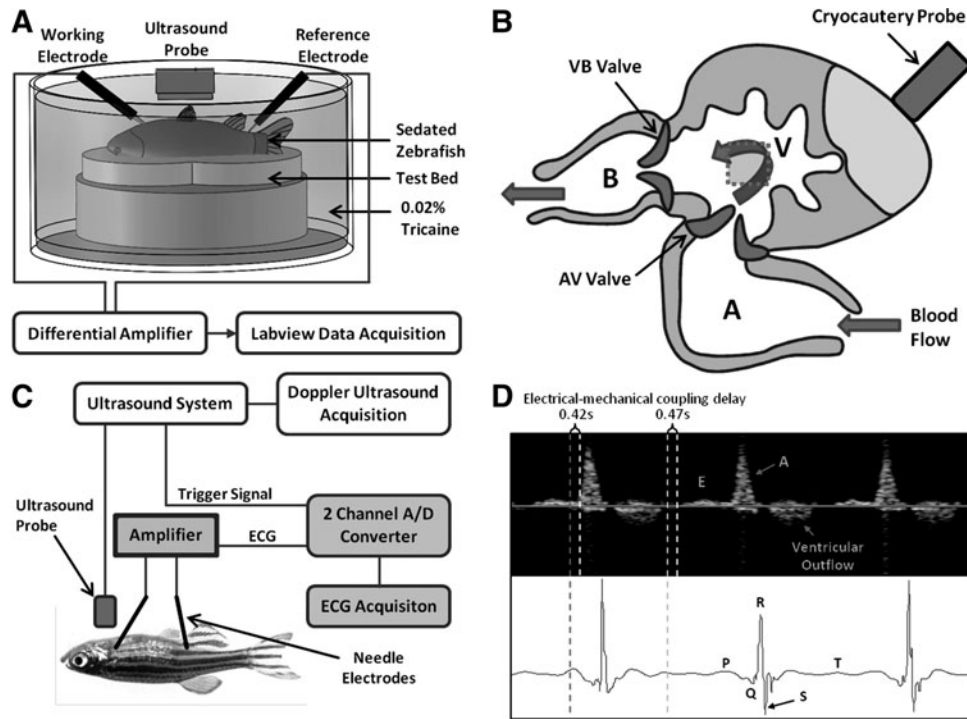 A
Working
Electrode
Ultrasound
Probe
Reference
Electrode
Sedated
Zebrafish
Test Bed
0.02%
Tricaine
Differential Amplifier
Labview Data Acquisition
B
Cryocautery Probe
VB Valve
V
B
AV Valve
A
Blood
Flow
C
Ultrasound System
Doppler Ultrasound
Acquisition
Trigger Signal
Ultrasound
Probe
Amplifier
ECG
2 Channel A/D
Converter
ECG Acquisiton
Needle
Electrodes
D
Electrical-mechanical coupling delay
0.42s
0.47s
E
A
Ventricular
Outflow
R
P
T
Q
S